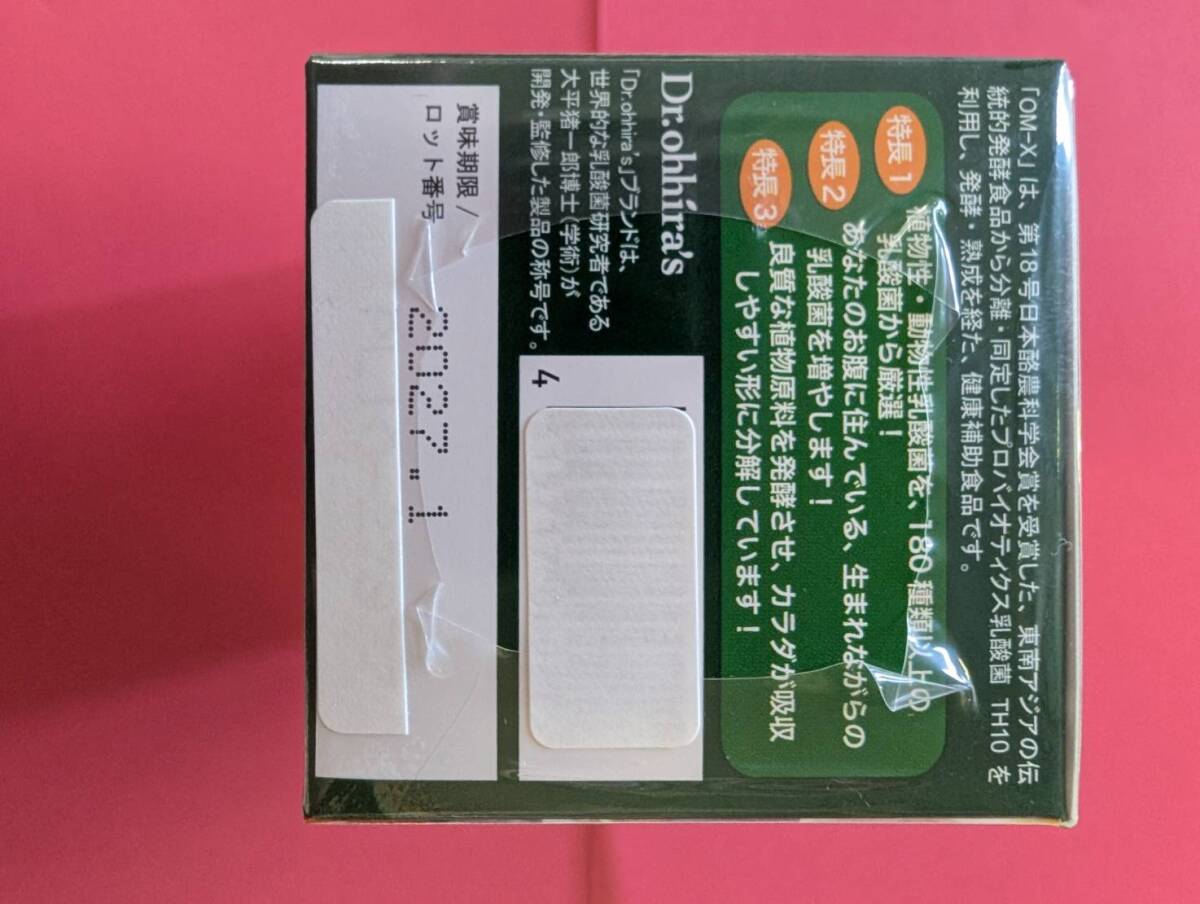 「OM-X」は、第18号日本酪農科学会賞を受賞した、東南アジアの伝
統的発酵食品から分離・同定したプロバイオティクス乳酸菌 TH10 を
利用し、発酵・熟成を経た、健康補助食品です。
特長1 植物性・動物性乳酸菌を、180種類以上の
乳酸菌から厳選！
特長2 あなたのお腹に住んでいる、生まれながらの
乳酸菌を増やします！
特長3 良質な植物原料を発酵させ、カラダが吸収
しやすい形に分解しています！
Dr.ohhira's
「Dr.ohhira's」ブランドは、
世界的な乳酸菌研究者である
大平猪一郎博士（学術）が
開発・監修した製品の称号です。
4
賞味期限/
ロット番号
2027.1